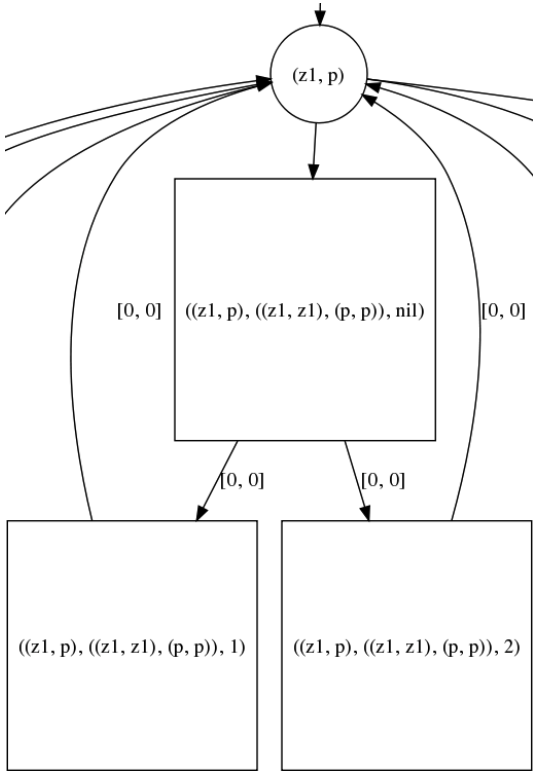 (z1, p)
[0, 0]
((z1, p), ((z1, z1), (p, p)), nil)
[0, 0]
[0, 0]
[0, 0]
((z1, p), ((z1, z1), (p, p)), 1)
((z1, p), ((z1, z1), (p, p)), 2)